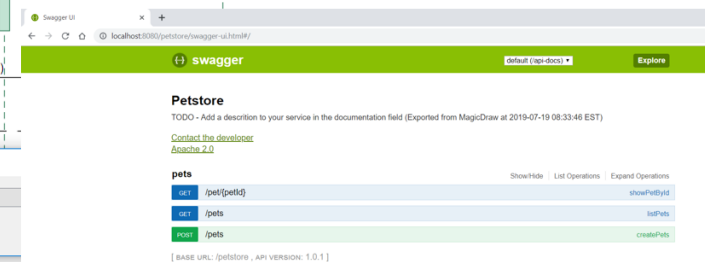 Swagger UI
localhost:8080/petstore/swagger-ui.html#/
swagger
default (/api-docs)
Explore
Petstore
TODO - Add a descrition to your service in the documentation field (Exported from MagicDraw at 2019-07-19 08:33:46 EST)
Contact the developer
Apache 2.0
pets
Show/Hide | List Operations | Expand Operations
GET /pet/{petId} showPetById
GET /pets listPets
POST /pets createPets
[ BASE URL: /petstore , API VERSION: 1.0.1 ]